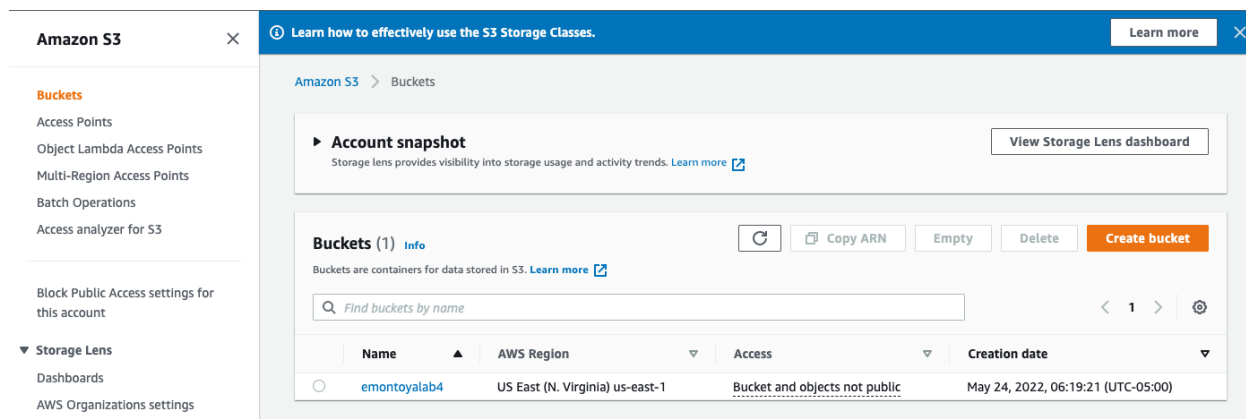 Amazon S3
Buckets
Access Points
Object Lambda Access Points
Multi-Region Access Points
Batch Operations
Access analyzer for S3
Block Public Access settings for
this account
Storage Lens
Dashboards
AWS Organizations settings
Learn how to effectively use the S3 Storage Classes.
Learn more
Amazon S3 > Buckets
Account snapshot
Storage lens provides visibility into storage usage and activity trends. Learn more
View Storage Lens dashboard
Buckets (1) Info
Copy ARN
Empty
Delete
Create bucket
Buckets are containers for data stored in S3. Learn more
Find buckets by name
1
Name AWS Region Access Creation date
emontoyalab4 US East (N. Virginia) us-east-1 Bucket and objects not public May 24, 2022, 06:19:21 (UTC-05:00)